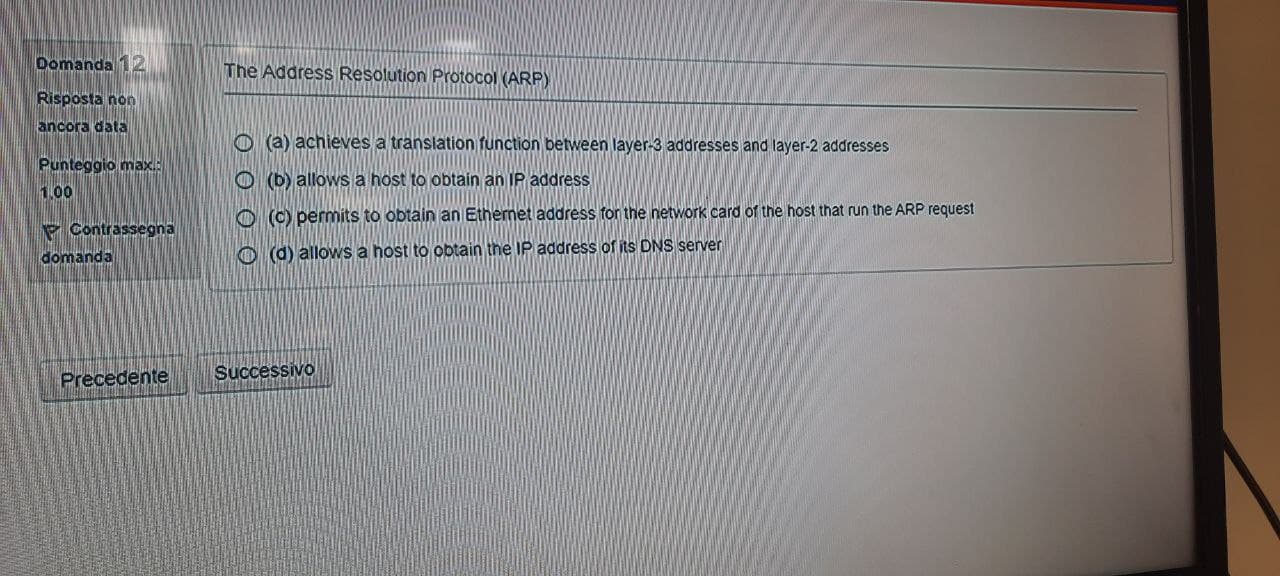 Domanda 12
Risposta non
ancora data
Punteggio max.:
1,00
Contrassegna
domanda
The Address Resolution Protocol (ARP)
(a) achieves a translation function between layer-3 addresses and layer-2 addresses
(b) allows a host to obtain an IP address
(c) permits to obtain an Ethernet address for the network card of the host that run the ARP request
(d) allows a host to obtain the IP address of its DNS server
Precedente
Successivo